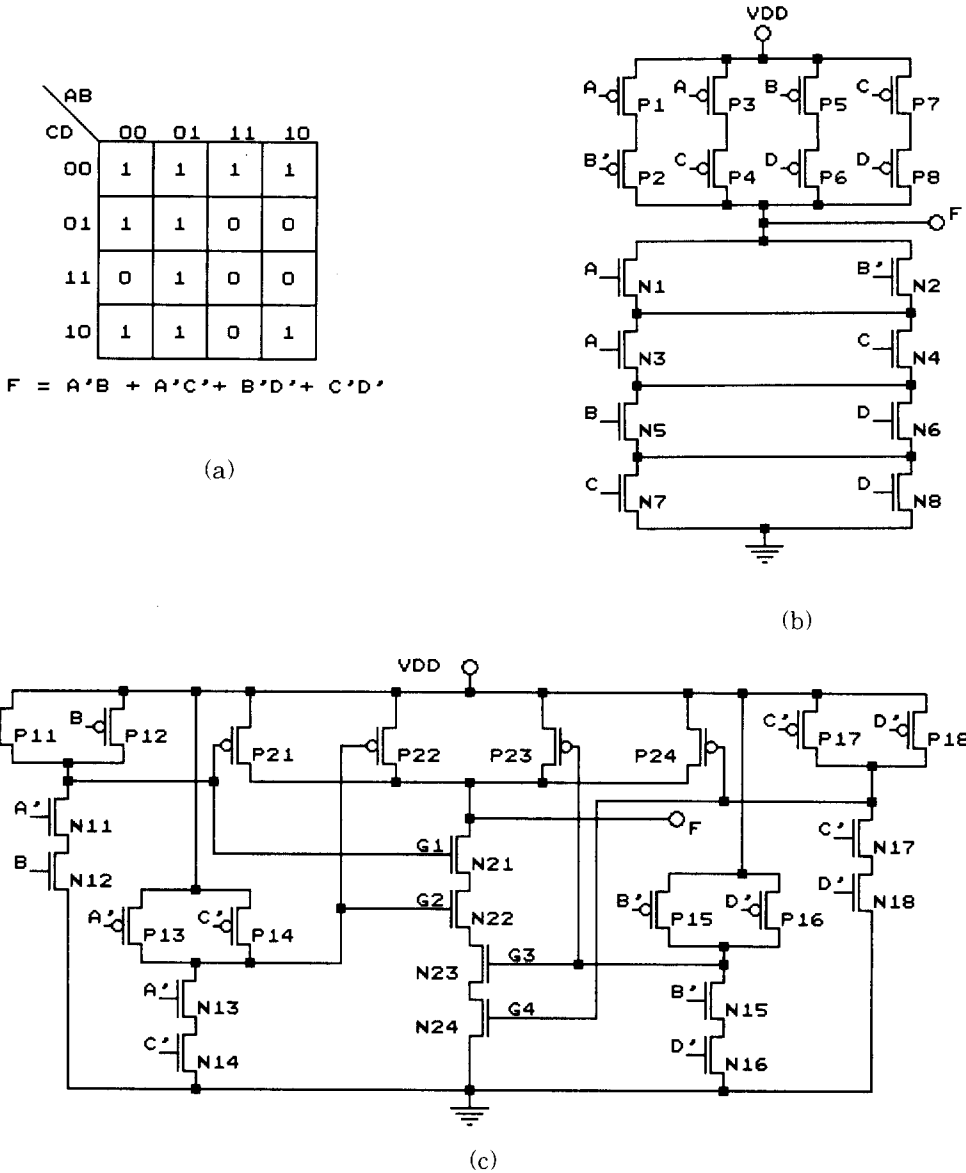 AB
CD 00 01 11 10
00 1 1 1 1
01 1 1 0 0
11 0 1 0 0
10 1 1 0 1
F = A'B + A'C' + B'D' + C'D'
(a)
VDD
A P1 A P3 B P5 C P7
B' P2 C P4 D P6 D P8
F
A N1 B' N2
A N3 C N4
B N5 D N6
C N7 D N8
(b)
VDD
P11 B P12 P21 P22 P23 P24 C' P17 D' P18
A' N11 F C' N17
B N12 G1 N21 D' N18
A' P13 C' P14 G2 N22 B' P15 D' P16
N23 G3
A' N13 B' N15
N24 G4
C' N14 D' N16
(c)